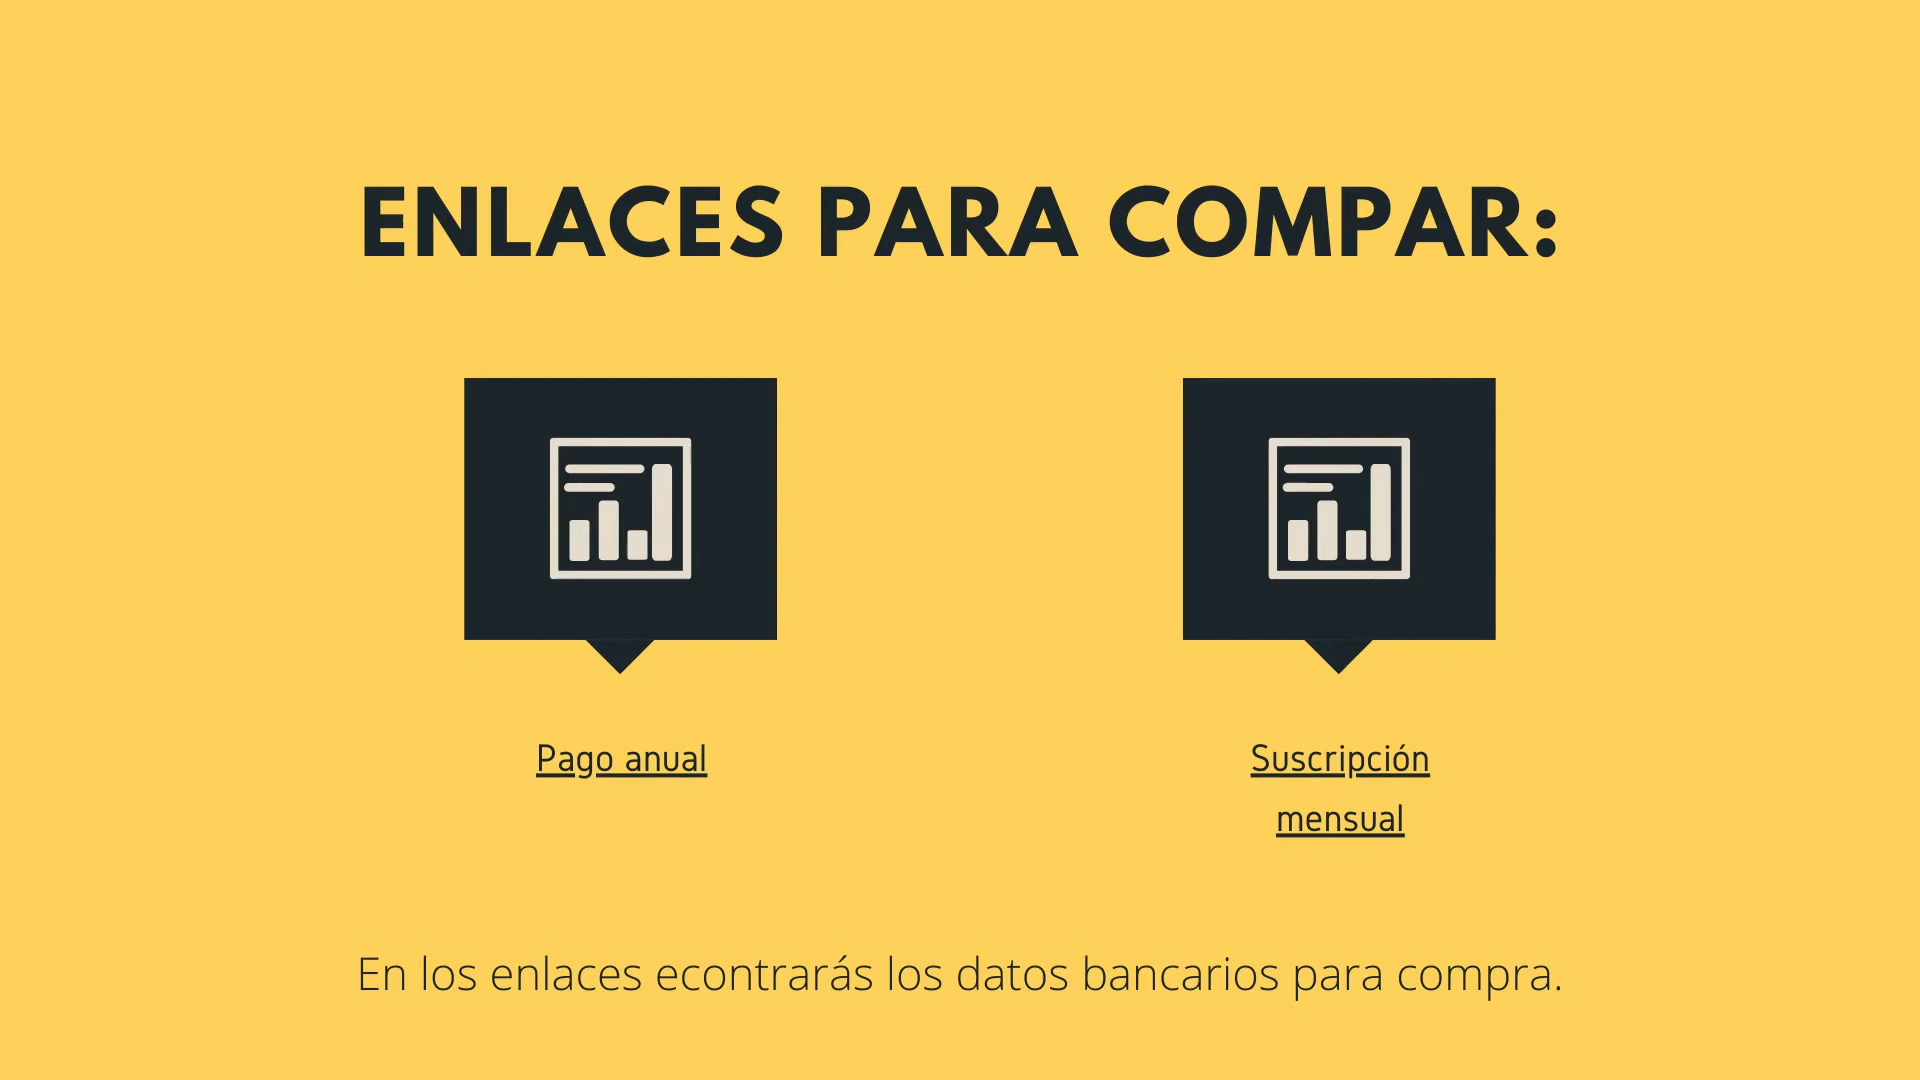 ENLACES PARA COMPAR:
Pago anual
Suscripción
mensual
En los enlaces econtrarás los datos bancarios para compra.